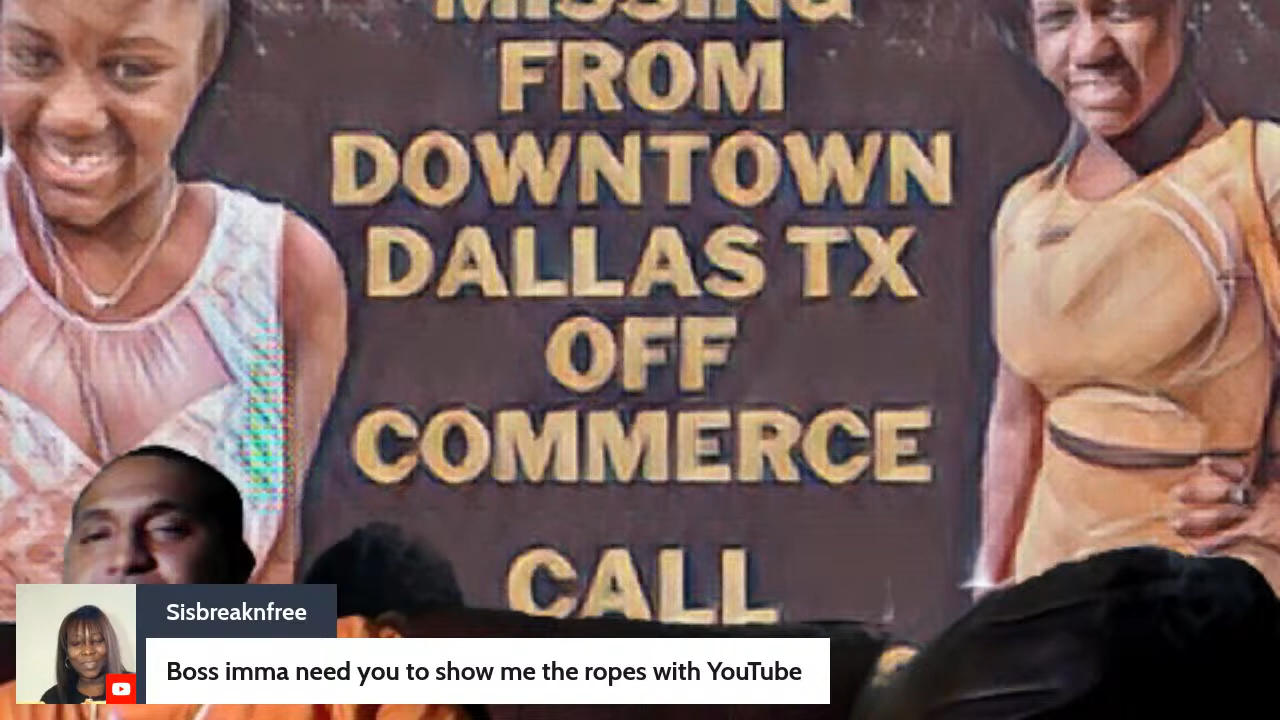 MISSING
FROM
DOWNTOWN
DALLAS TX
OFF
COMMERCE
CALL
Sisbreaknfree
Boss imma need you to show me the ropes with YouTube